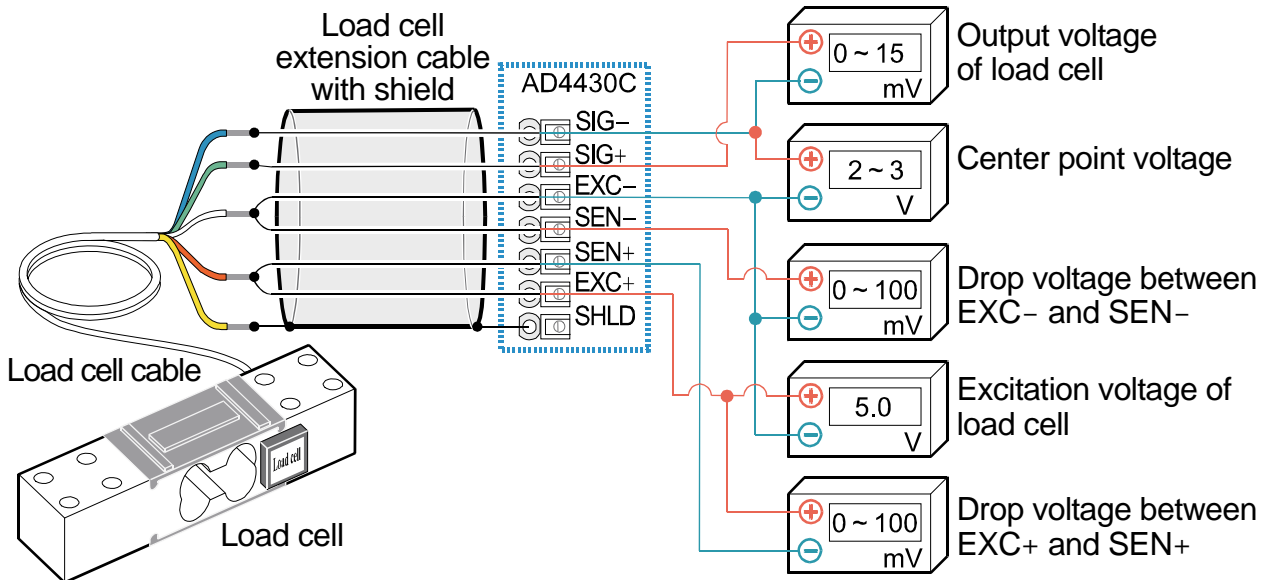 Load cell
extension cable
with shield
AD4430C
SIG−
SIG+
EXC−
SEN−
SEN+
EXC+
SHLD
0 ~ 15
mV
Output voltage
of load cell
2 ~ 3
V
Center point voltage
0 ~ 100
mV
Drop voltage between
EXC− and SEN−
5.0
V
Excitation voltage of
load cell
0 ~ 100
mV
Drop voltage between
EXC+ and SEN+
Load cell cable
Load cell
Load cell